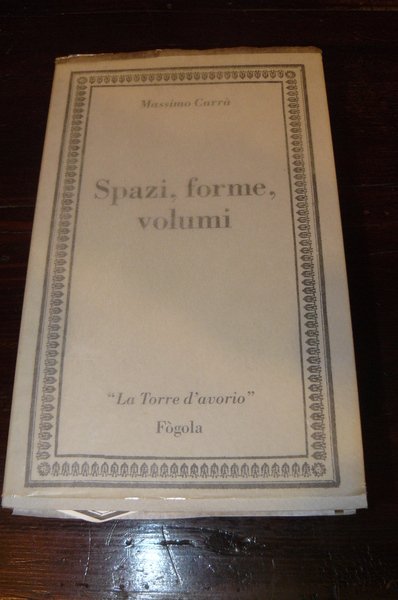 Massimo Carrà
Spazi, forme,
volumi
“La Torre d’avorio”
Fògola